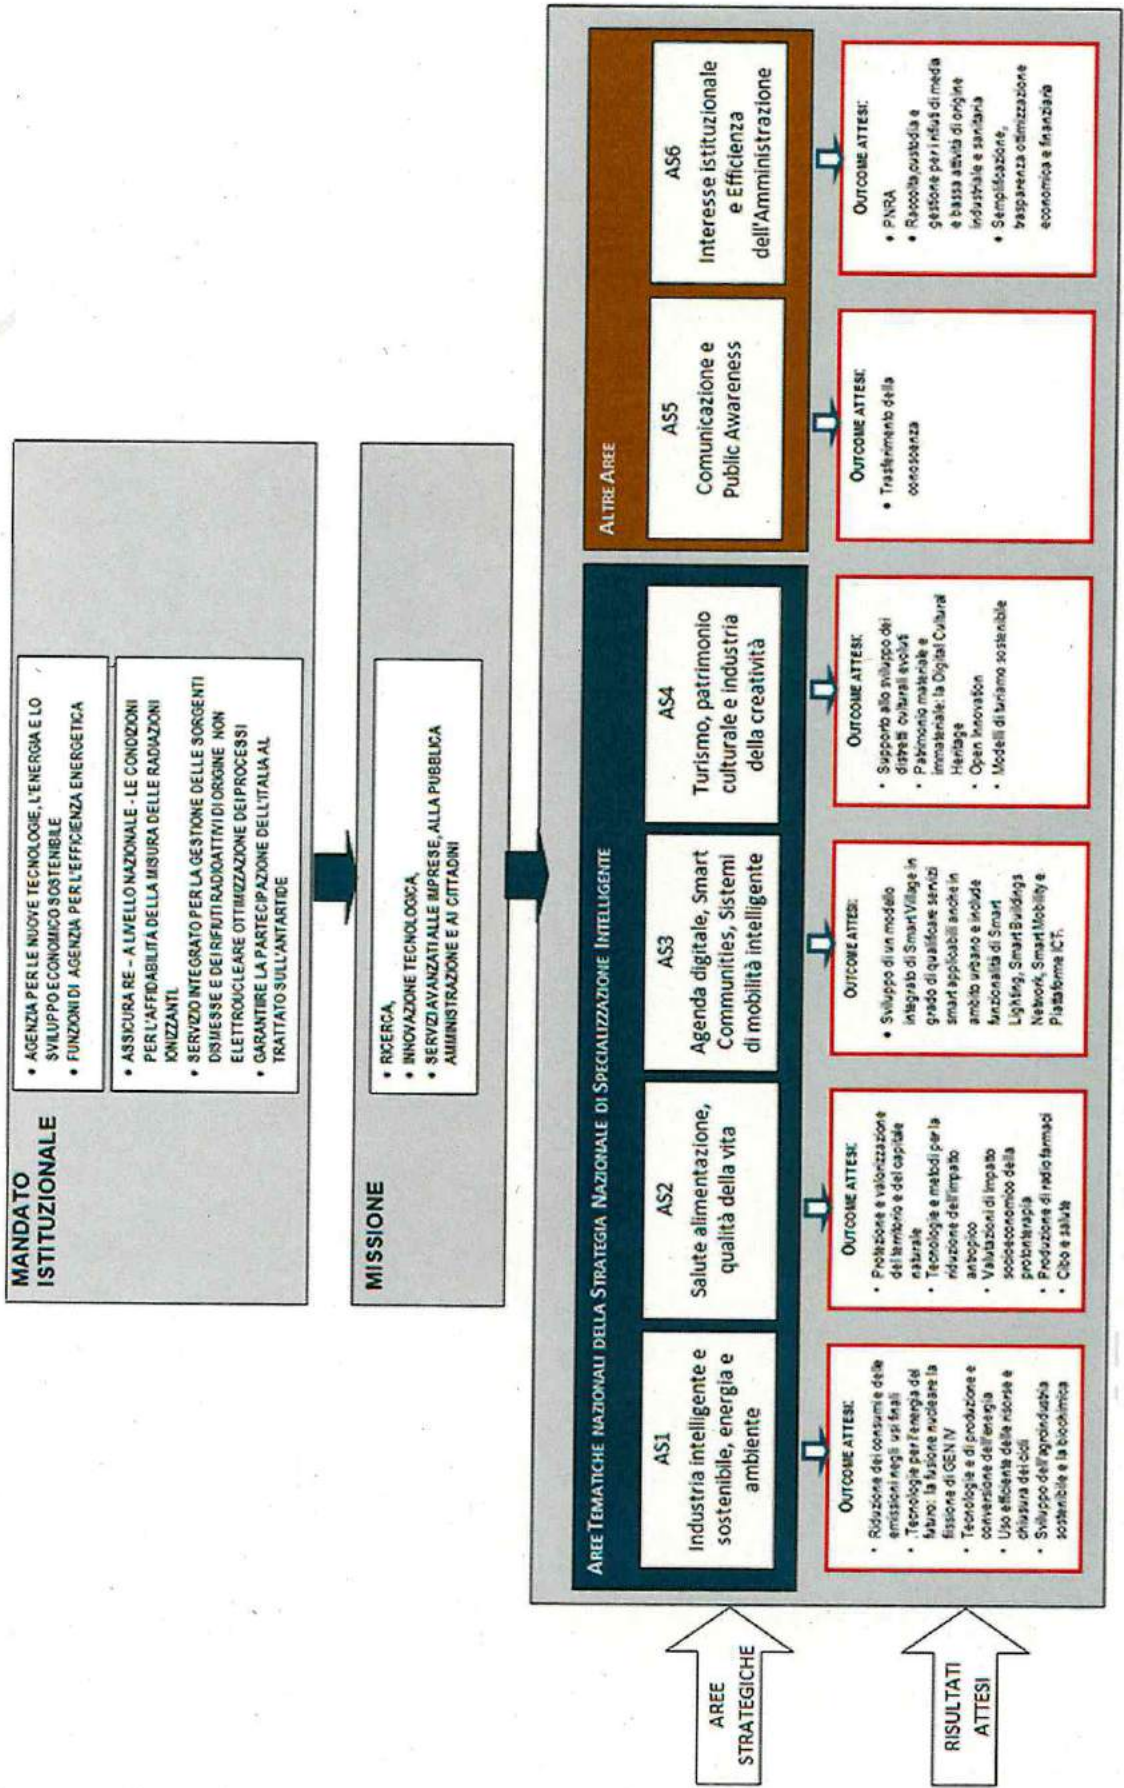 MANDATO
ISTITUZIONALE
• AGENZIA PER LE NUOVE TECNOLOGIE, L'ENERGIA E LO
SVILUPPO ECONOMICO SOSTENIBILE
• FUNZIONI DI AGENZIA PER L'EFFICIENZA ENERGETICA
• ASSICURARE - A LIVELLO NAZIONALE - LE CONDIZIONI
PER L'AFFIDABILITÀ DELLA MISURA DELLE RADIAZIONI
IONIZZANTI.
• SERVIZIO INTEGRATO PER LA GESTIONE DELLE SORGENTI
DISMESSE E DEI RIFIUTI RADIOATTIVI DI ORIGINE NON
ELETTROUCLEARE OTTIMIZZAZIONE DEI PROCESSI
• GARANTIIRE LA PARTECIPAZIONE DELL'ITALIA AL
TRATTATO SULL'ANTARTIDE
MISSIONE
• RICERCA,
• INNOVAZIONE TECNOLOGICA,
• SERVIZI AVANZATI ALLE IMPRESE, ALLA PUBBLICA
AMMINISTRAZIONE E AI CITTADINI
AREE
STRATEGICHE
AREE TEMATICHE NAZIONALI DELLA STRATEGIA NAZIONALE DI SPECIALIZZAZIONE INTELLIGENTE
AS1
Industria intelligente e
sostenibile, energia e
ambiente
AS2
Salute alimentazione,
qualità della vita
AS3
Agenda digitale, Smart
Communities, Sistemi
di mobilità intelligente
AS4
Turismo, patrimonio
culturale e industria
della creatività
ALTRE AREE
AS5
Comunicazione e
Public Awareness
AS6
Interesse istituzionale
e Efficienza
dell'Amministrazione
RISULTATI
ATTESI
OUTCOME ATTESI:
• Riduzione dei consumi e delle
emissioni negli usi finali
• .Tecnologie per l'energia del
futuro: la fusione nucleare la
fissione di GEN IV
• Tecnologie e di produzione e
conversione dell'energia
• Uso efficiente delle risorse e
chiusura dei cicli
• Sviluppo dell'agroindustria
sostenibile e la biochimica
OUTCOME ATTESI:
• Protezione e valorizzazione
del territorio e del capitale
naturale
• Tecnologie e metodi per la
riduzione dell'impatto
antropico
• Valutazioni di Impatto
socioeconomico della
protonterapia
• Produzione di radio farmaci
• Cibo e salute
OUTCOME ATTESI:
• Sviluppo di un modello
integrato di Smart Village in
grado di qualificare servizi
smart applicabili anche in
ambito urbano e include
funzionalità di Smart
Lighting, Smart Buildings
Network, Smart Mobility e
Piattaforme ICT.
OUTCOME ATTESI:
• Supporto allo sviluppo dei
distretti culturali evoluti
• Patrimonio materiale e
immateriale: la Digital Cultural
Heritage
• Open Innovation
• Modelli di turismo sostenibile
OUTCOME ATTESI:
• Trasferimento della
conoscenza
OUTCOME ATTESI:
• PNRA
• Raccolta, custodia e
gestione per i rifiuti di media
e bassa attività di origine
industriale e sanitaria
• Semplificazione,
trasparenza ottimizzazione
economica e finanziaria